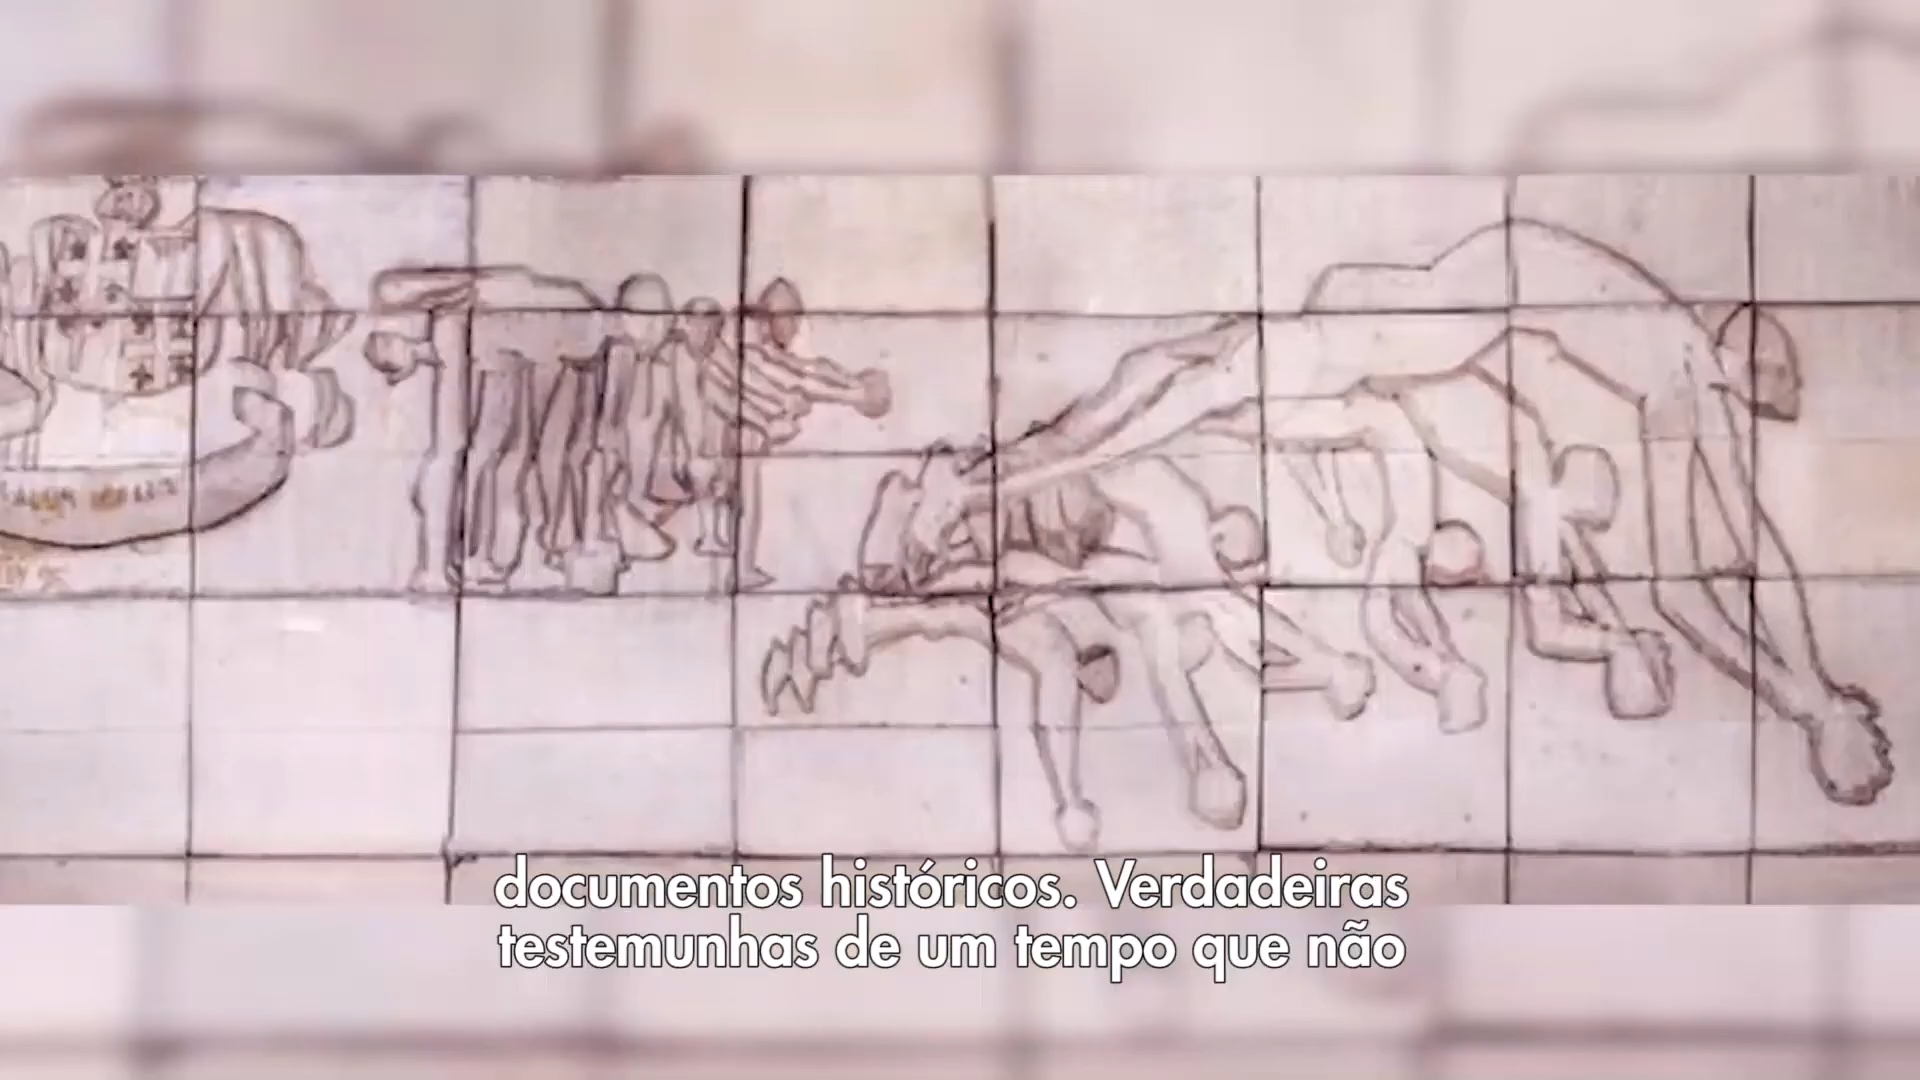 documentos históricos. Verdadeiras
testemunhas de um tempo que não